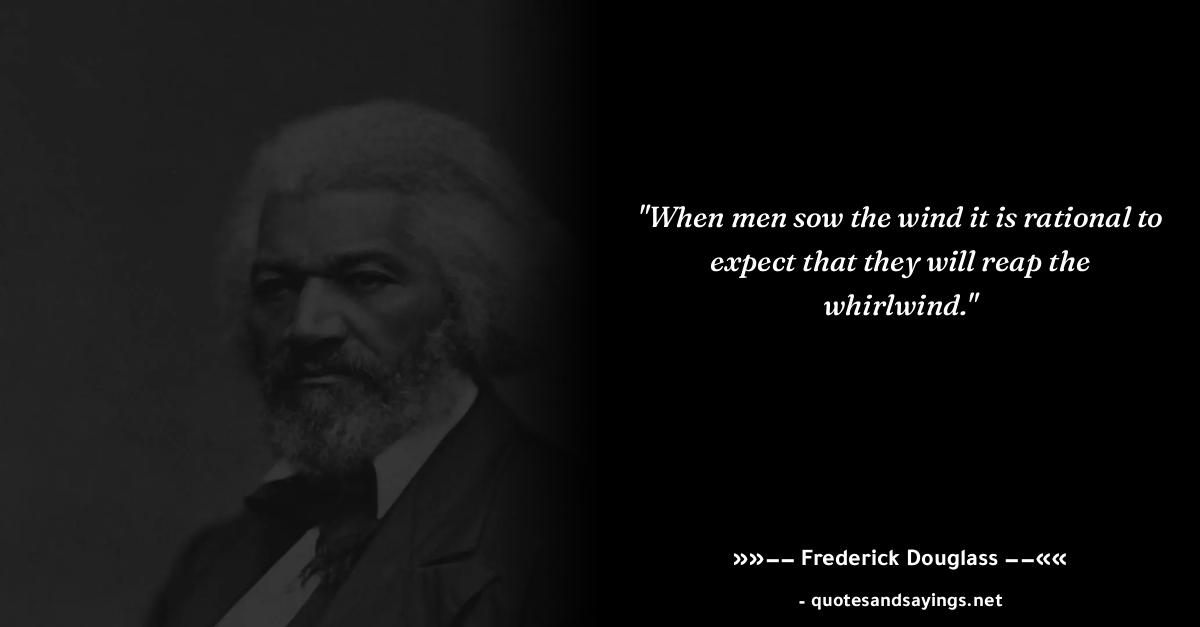 "When men sow the wind it is rational to
expect that they will reap the
whirlwind."
»»–– Frederick Douglass ––««
- quotesandsayings.net